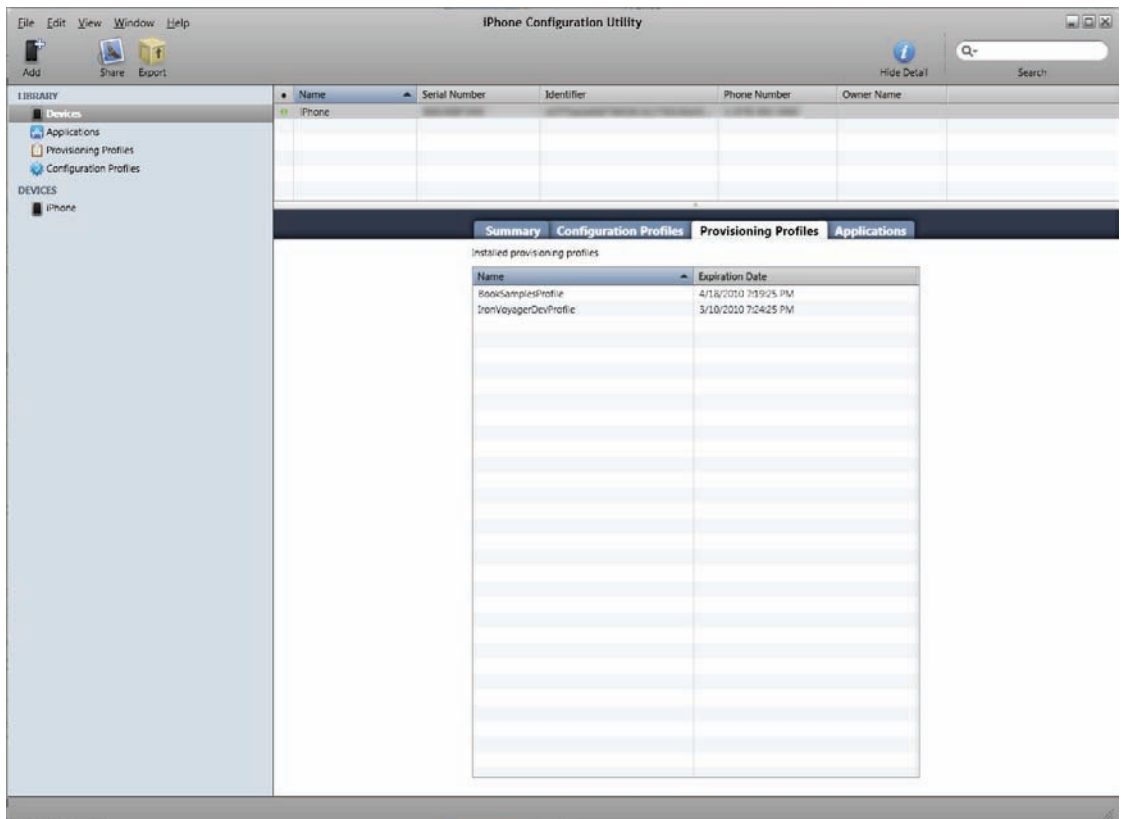 iPhone Configuration Utility
File Edit View Window Help
Add Share Export Hide Detail Search
LIBRARY
Devices
Applications
Provisioning Profiles
Configuration Profiles
DEVICES
iPhone
Name Serial Number Identifier Phone Number Owner Name
iPhone
Summary Configuration Profiles Provisioning Profiles Applications
Installed provisioning profiles
Name Expiration Date
BookSamplesProfile 4/18/2010 7:19:25 PM
IronVoyagerDevProfile 3/10/2010 7:24:25 PM